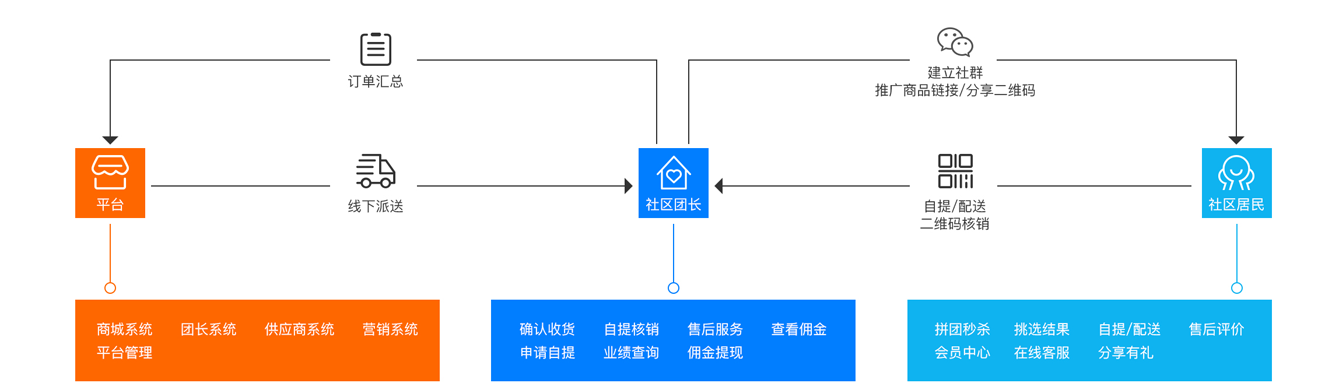 订单汇总
建立社群
推广商品链接/分享二维码
平台
线下派送
社区团长
自提/配送
二维码核销
社区居民
商城系统 团长系统 供应商系统 营销系统
平台管理
确认收货 自提核销 售后服务 查看佣金
申请自提 业绩查询 佣金提现
拼团秒杀 挑选结果 自提/配送 售后评价
会员中心 在线客服 分享有礼